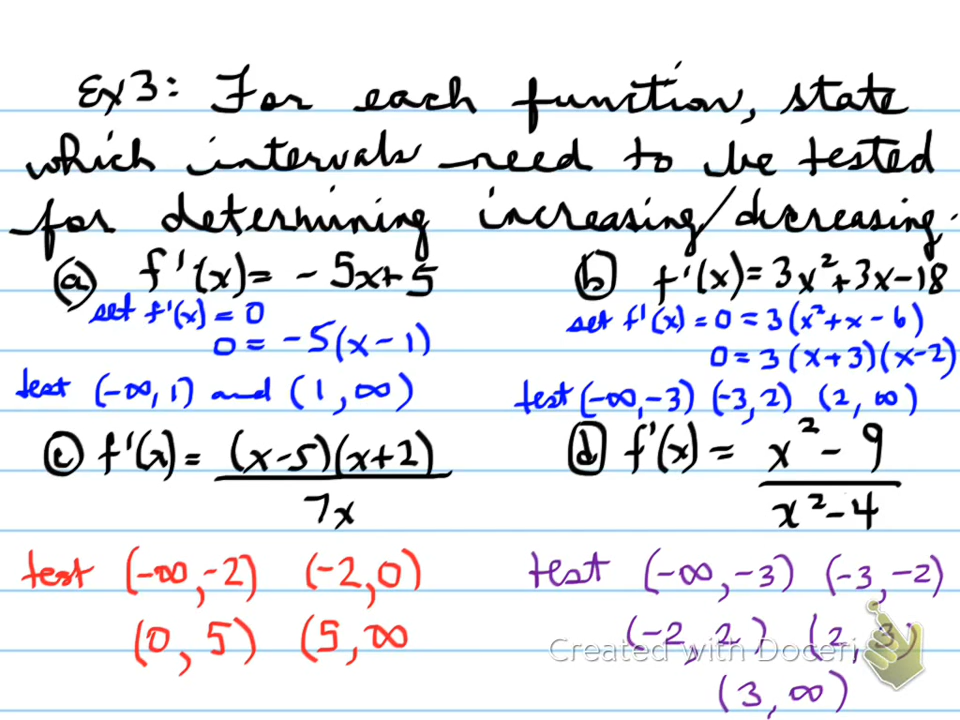 Ex3: For each function, state
which intervals need to be tested
for determining increasing/decreasing.
(a) f'(x) = -5x+5
set f'(x) = 0
0 = -5(x-1)
test (-∞, 1) and (1, ∞)
(b) f'(x) = 3x²+3x-18
set f'(x) = 0 = 3(x²+x-6)
0 = 3(x+3)(x-2)
test (-∞, -3) (-3, 2) (2, ∞)
(c) f'(x) = (x-5)(x+2)
7x
test (-∞, -2) (-2, 0)
(0, 5) (5, ∞
(d) f'(x) = x² - 9
x² - 4
test (-∞, -3) (-3, -2)
(-2, 2) (2, 3)
(3, ∞)
Created with Doceri